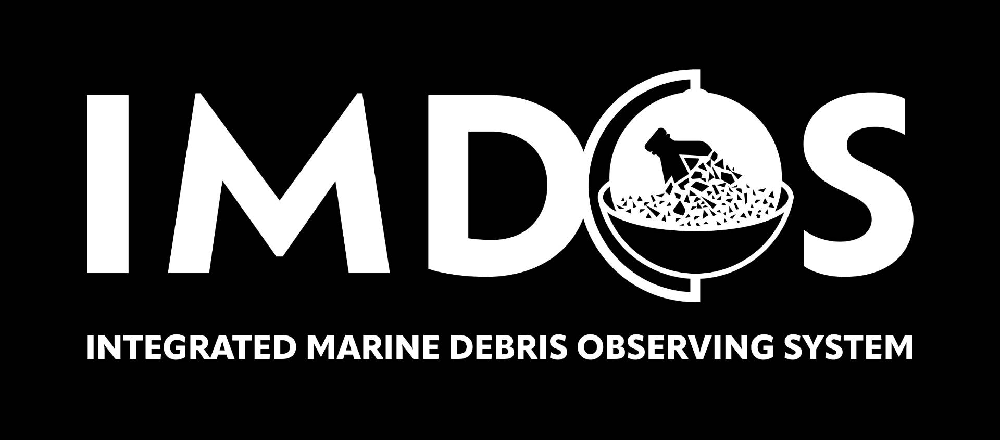 IMDOS
INTEGRATED MARINE DEBRIS OBSERVING SYSTEM